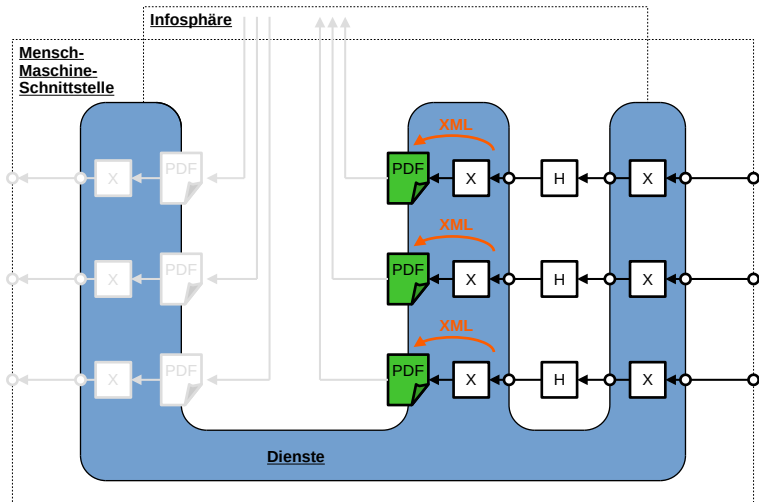 Infosphäre
Mensch-
Maschine-
Schnittstelle
XML
X PDF PDF X H X
XML
X PDF PDF X H X
XML
X PDF PDF X H X
Dienste